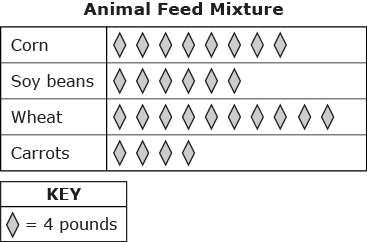 Animal Feed Mixture
Corn
Soy beans
Wheat
Carrots
KEY
= 4 pounds